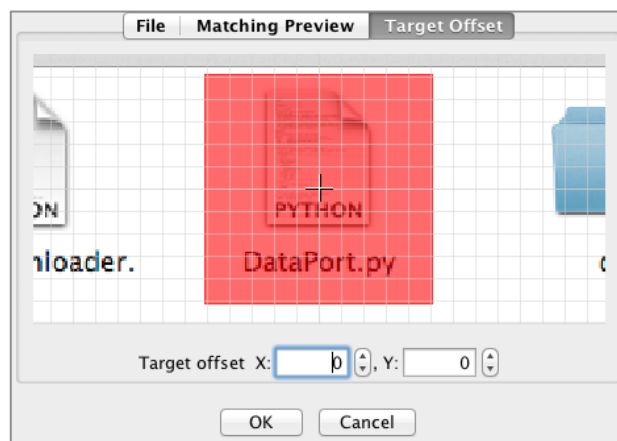 File Matching Preview Target Offset
ON PYTHON
nloader. DataPort.py
Target offset X: 0 , Y: 0
OK Cancel